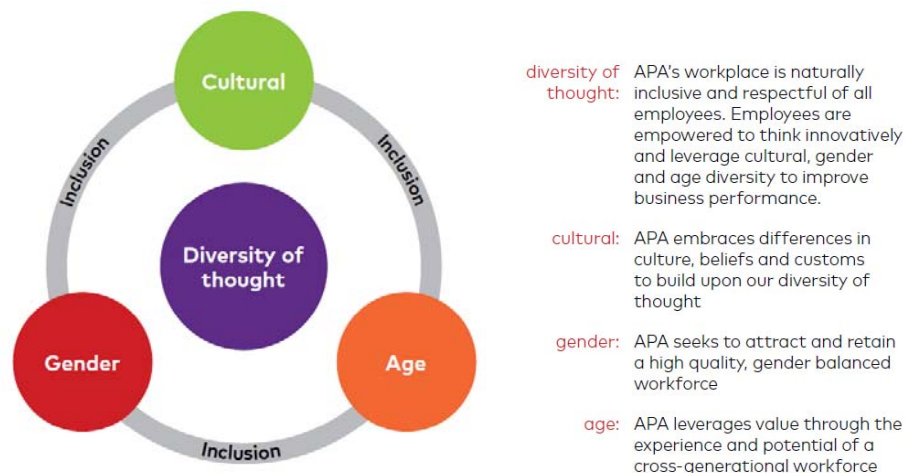 Cultural
Inclusion
Inclusion
Diversity of
thought
Gender
Age
Inclusion
diversity of thought: APA’s workplace is naturally
inclusive and respectful of all
employees. Employees are
empowered to think innovatively
and leverage cultural, gender
and age diversity to improve
business performance.
cultural: APA embraces differences in
culture, beliefs and customs
to build upon our diversity of
thought
gender: APA seeks to attract and retain
a high quality, gender balanced
workforce
age: APA leverages value through the
experience and potential of a
cross-generational workforce